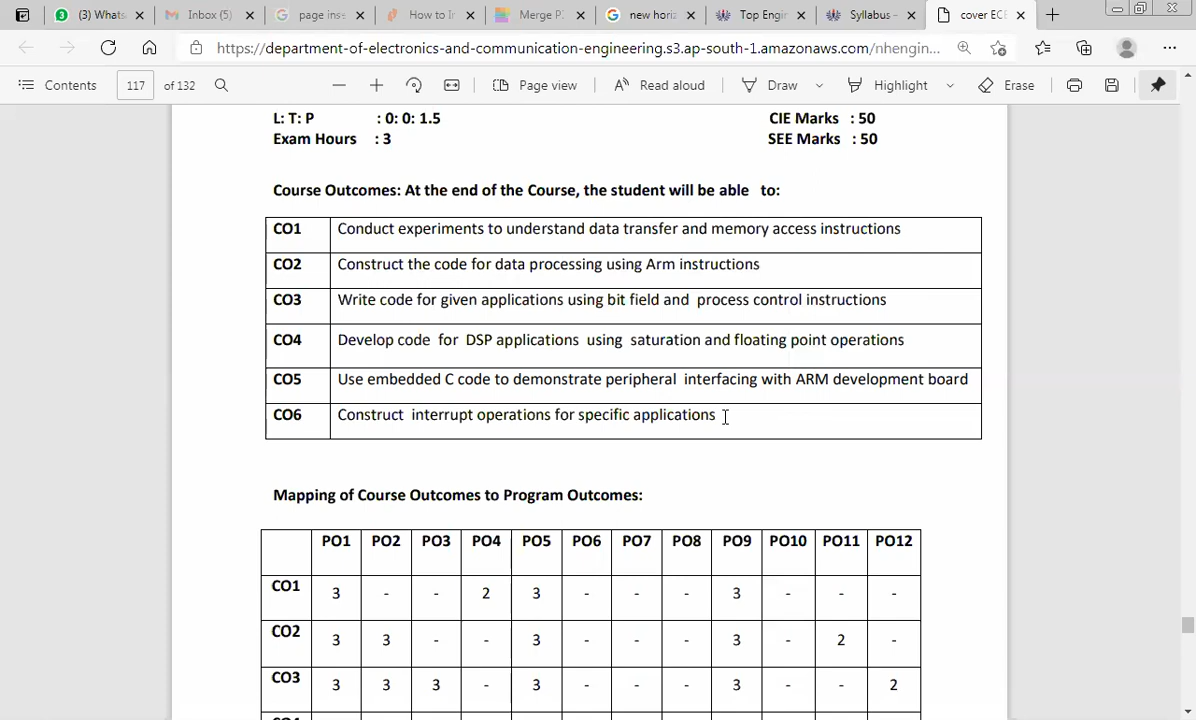 (3) Whats
Inbox (5)
page inse
How to In
Merge P
new horiz
Top Engin
Syllabus –
cover ECE
https://department-of-electronics-and-communication-engineering.s3.ap-south-1.amazonaws.com/nhengin...
Contents 117 of 132 Page view Read aloud Draw Highlight Erase
L: T: P : 0: 0: 1.5 CIE Marks : 50
Exam Hours : 3 SEE Marks : 50
Course Outcomes: At the end of the Course, the student will be able to:
CO1 Conduct experiments to understand data transfer and memory access instructions
CO2 Construct the code for data processing using Arm instructions
CO3 Write code for given applications using bit field and process control instructions
CO4 Develop code for DSP applications using saturation and floating point operations
CO5 Use embedded C code to demonstrate peripheral interfacing with ARM development board
CO6 Construct interrupt operations for specific applications
Mapping of Course Outcomes to Program Outcomes:
PO1 PO2 PO3 PO4 PO5 PO6 PO7 PO8 PO9 PO10 PO11 PO12
CO1 3 - - 2 3 - - - 3 - - -
CO2 3 3 - - 3 - - - 3 - 2 -
CO3 3 3 3 - 3 - - - 3 - - 2